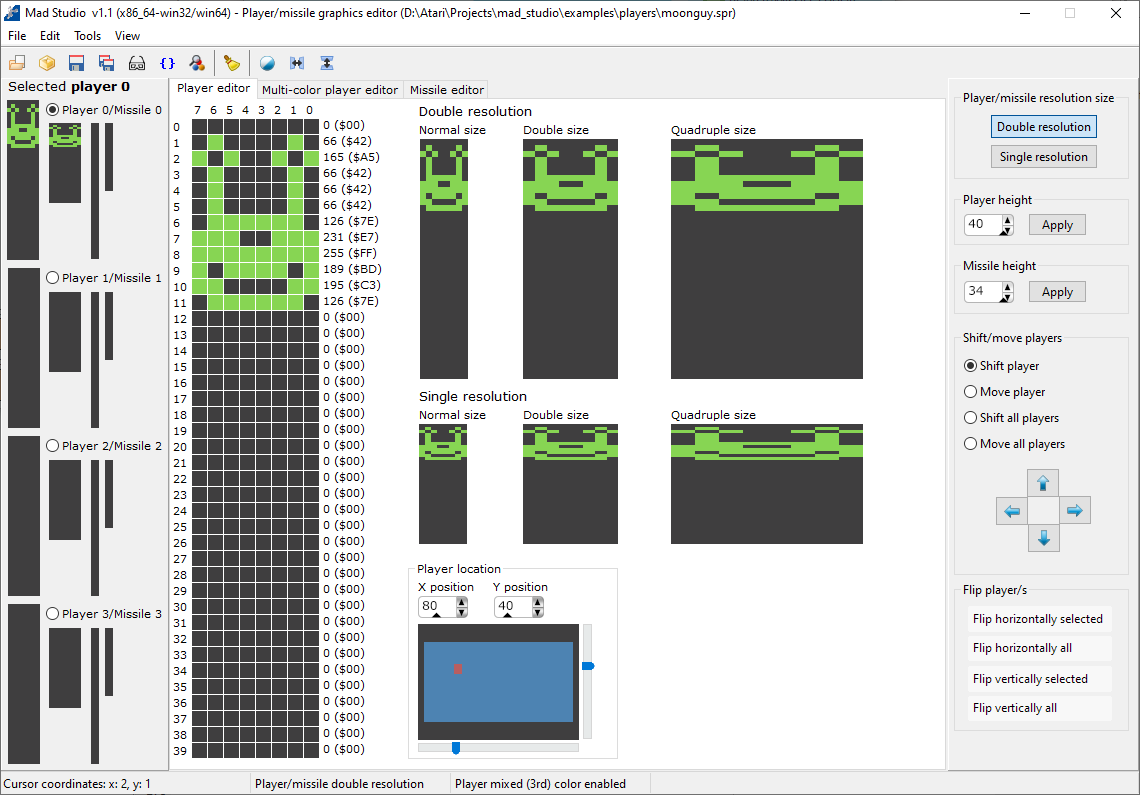 Mad Studio v1.1 (x86_64-win32/win64) - Player/missile graphics editor (D:\Atari\Projects\mad_studio\examples\players\moonguy.spr)
File Edit Tools View
Selected player 0
Player 0/Missile 0
Player 1/Missile 1
Player 2/Missile 2
Player 3/Missile 3
Player editor Multi-color player editor Missile editor
7 6 5 4 3 2 1 0
0 0 ($00)
1 66 ($42)
2 165 ($A5)
3 66 ($42)
4 66 ($42)
5 66 ($42)
6 126 ($7E)
7 231 ($E7)
8 255 ($FF)
9 189 ($BD)
10 195 ($C3)
11 126 ($7E)
12 0 ($00)
13 0 ($00)
14 0 ($00)
15 0 ($00)
16 0 ($00)
17 0 ($00)
18 0 ($00)
19 0 ($00)
20 0 ($00)
21 0 ($00)
22 0 ($00)
23 0 ($00)
24 0 ($00)
25 0 ($00)
26 0 ($00)
27 0 ($00)
28 0 ($00)
29 0 ($00)
30 0 ($00)
31 0 ($00)
32 0 ($00)
33 0 ($00)
34 0 ($00)
35 0 ($00)
36 0 ($00)
37 0 ($00)
38 0 ($00)
39 0 ($00)
Double resolution
Normal size Double size Quadruple size
Single resolution
Normal size Double size Quadruple size
Player location
X position Y position
80 40
Player/missile resolution size
Double resolution
Single resolution
Player height
40 Apply
Missile height
34 Apply
Shift/move players
Shift player
Move player
Shift all players
Move all players
Flip player/s
Flip horizontally selected
Flip horizontally all
Flip vertically selected
Flip vertically all
Cursor coordinates: x: 2, y: 1 Player/missile double resolution Player mixed (3rd) color enabled